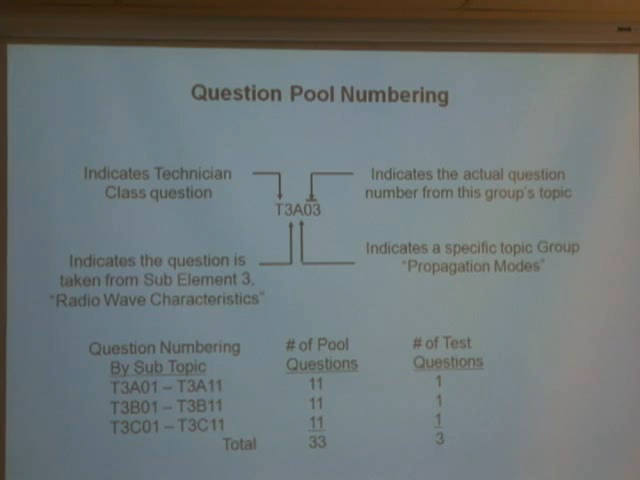 Question Pool Numbering
Indicates Technician
Class question
Indicates the actual question
number from this group's topic
T3A03
Indicates the question is
taken from Sub Element 3,
"Radio Wave Characteristics"
Indicates a specific topic Group
"Propagation Modes"
Question Numbering
By Sub Topic
# of Pool
Questions
# of Test
Questions
T3A01 – T3A11 11 1
T3B01 – T3B11 11 1
T3C01 – T3C11 11 1
Total 33 3